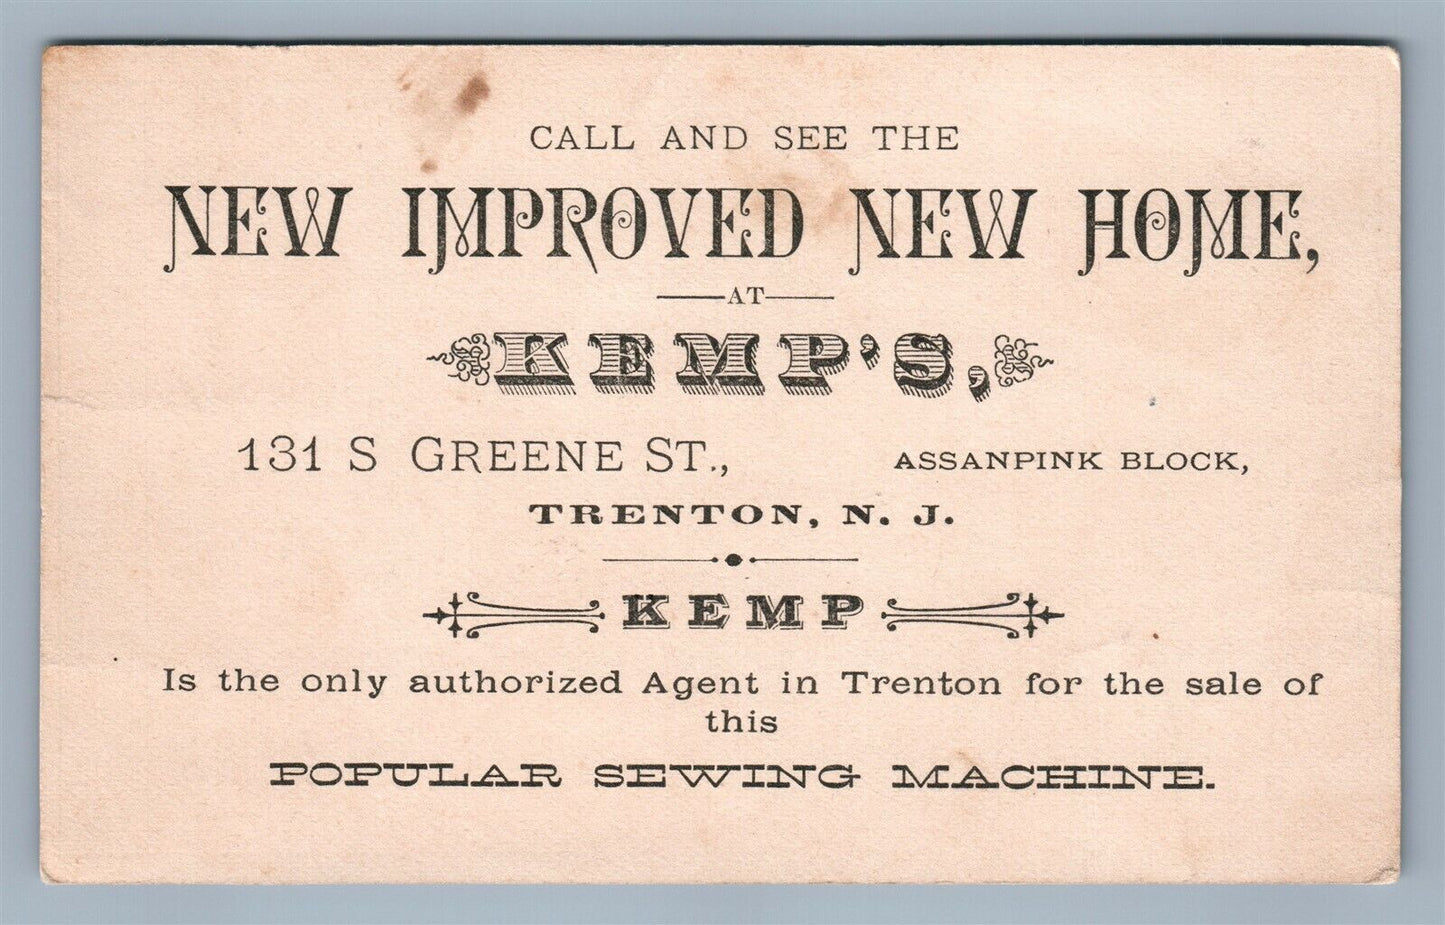 CALL AND SEE THE
NEW IMPROVED NEW HOME,
AT
KEMP'S,
131 S GREENE ST., ASSANPINK BLOCK,
TRENTON, N. J.
KEMP
Is the only authorized Agent in Trenton for the sale of
this
POPULAR SEWING MACHINE.